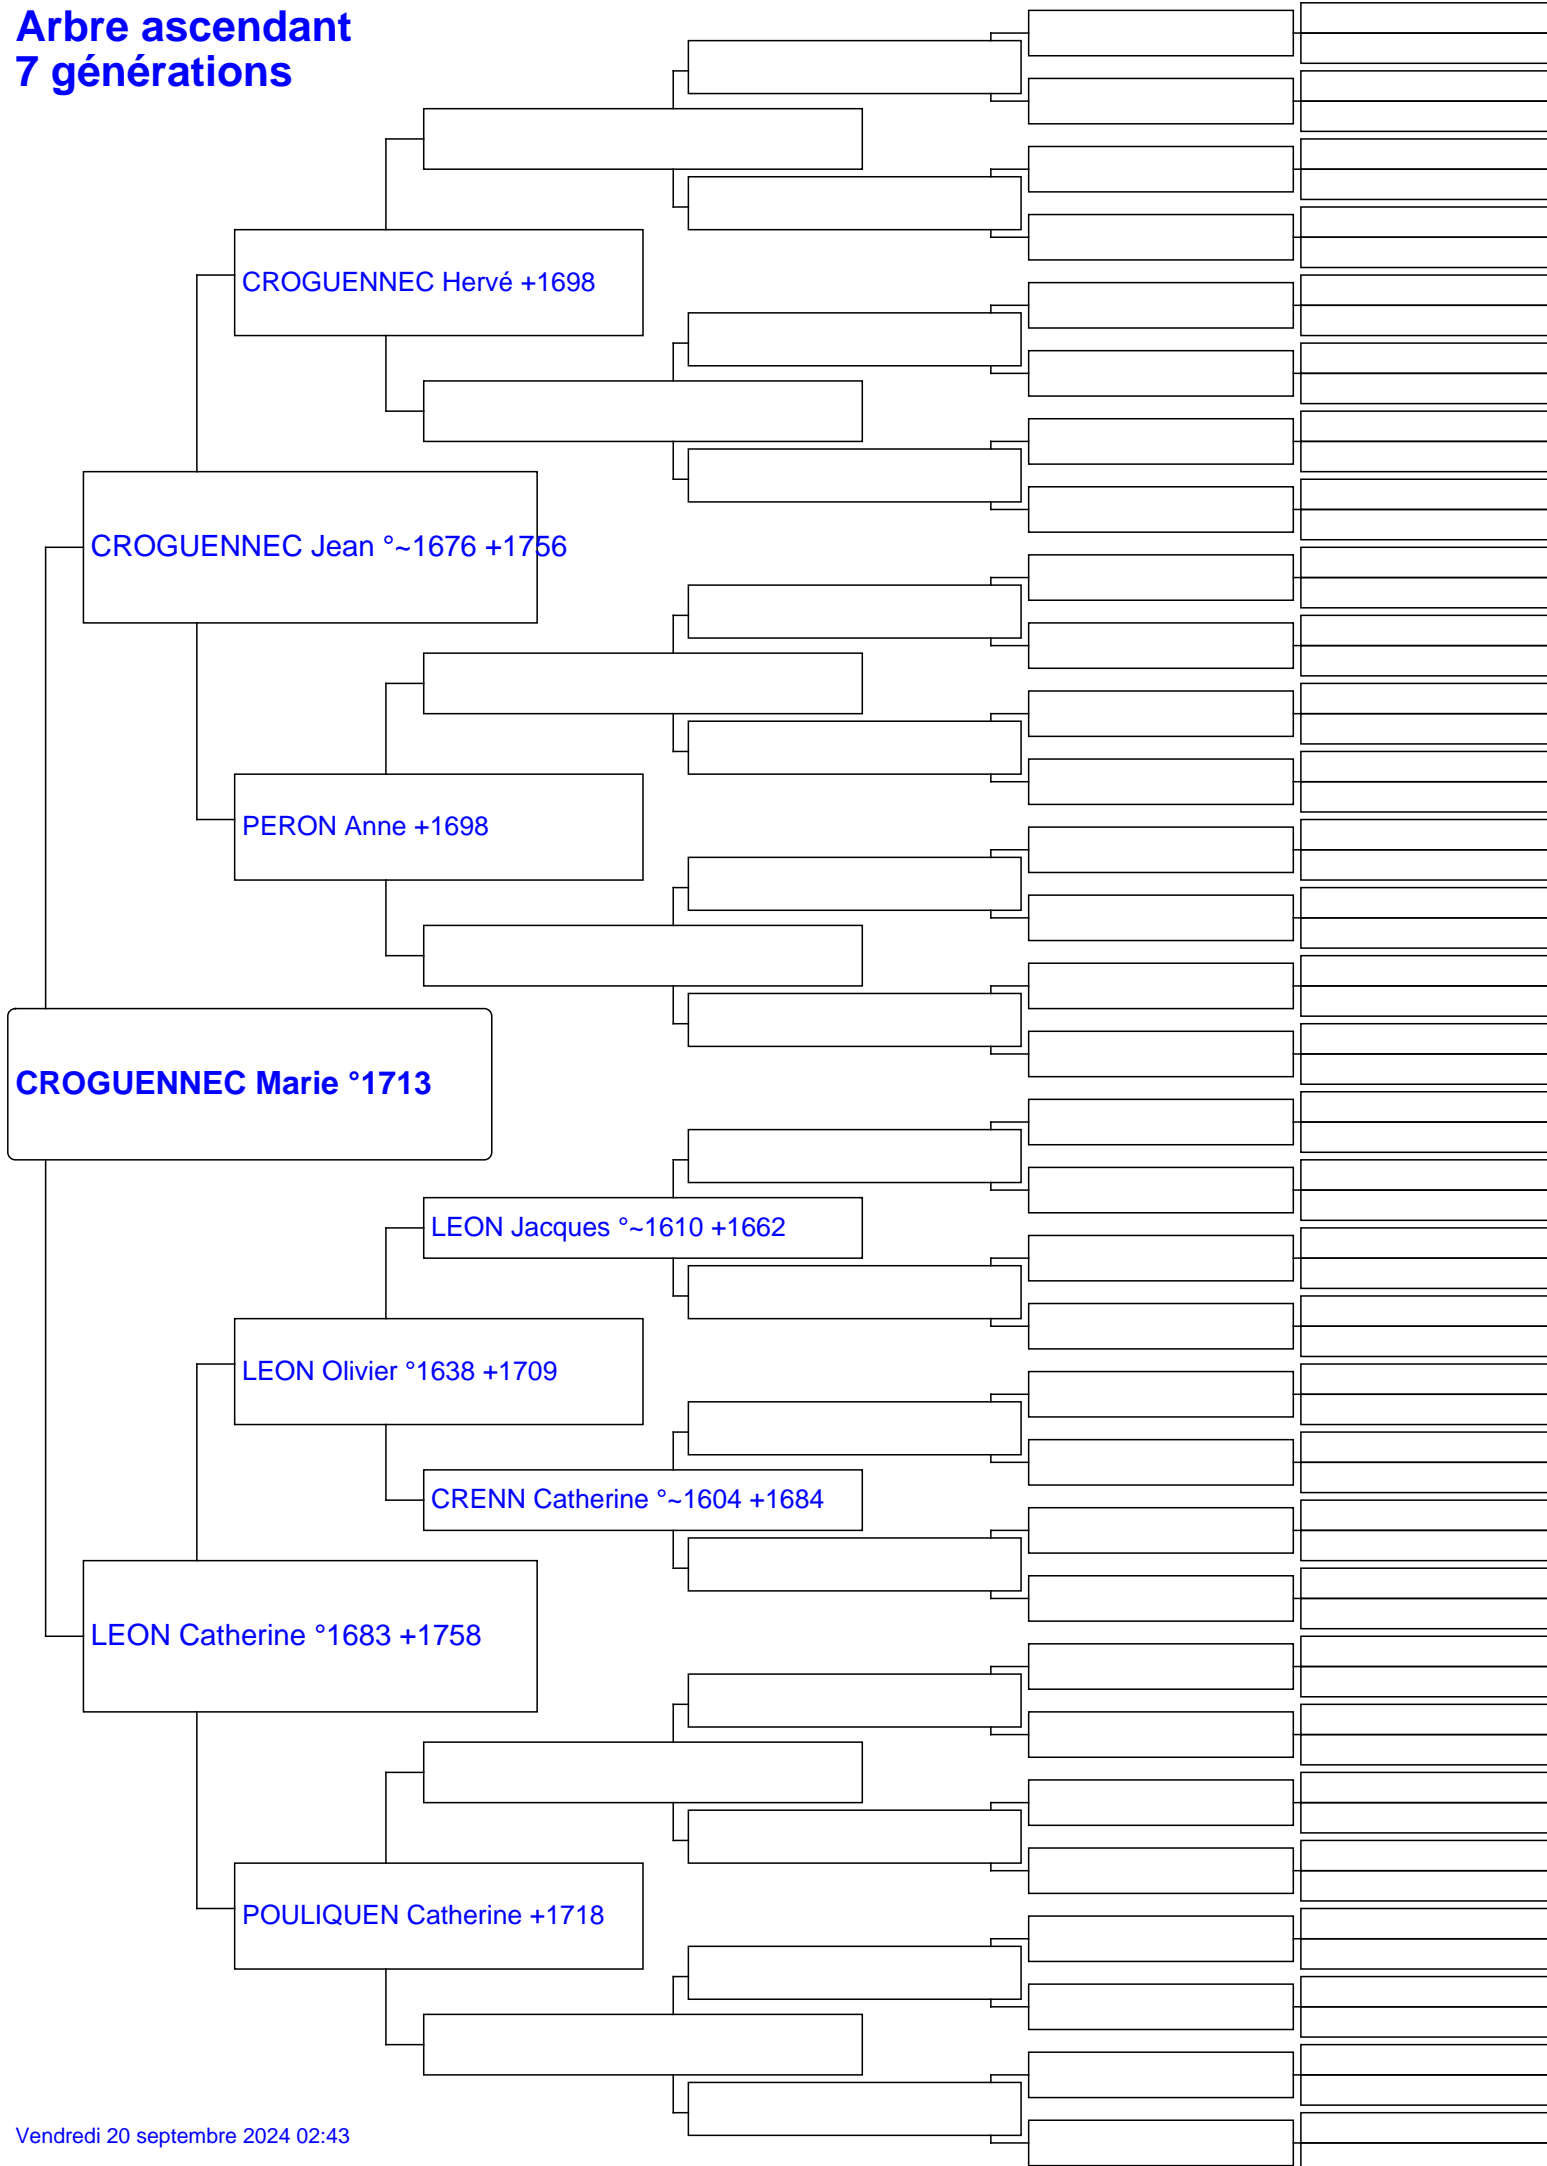 Arbre ascendant
7 générations
CROGUENNEC Hervé +1698
CROGUENNEC Jean °~1676 +1756
PERON Anne +1698
CROGUENNEC Marie °1713
LEON Jacques °~1610 +1662
LEON Olivier °1638 +1709
CRENN Catherine °~1604 +1684
LEON Catherine °1683 +1758
POULIQUEN Catherine +1718
Vendredi 20 septembre 2024 02:43